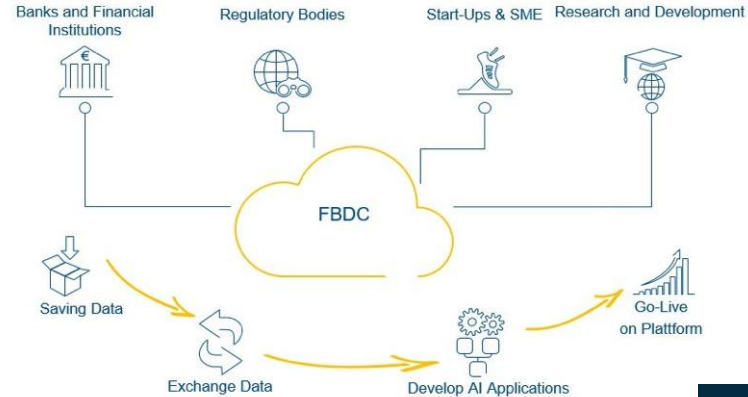 Banks and Financial
Institutions
Regulatory Bodies
Start-Ups & SME
Research and Development
€
FBDC
Saving Data
Exchange Data
Develop AI Applications
Go-Live
on Plattform